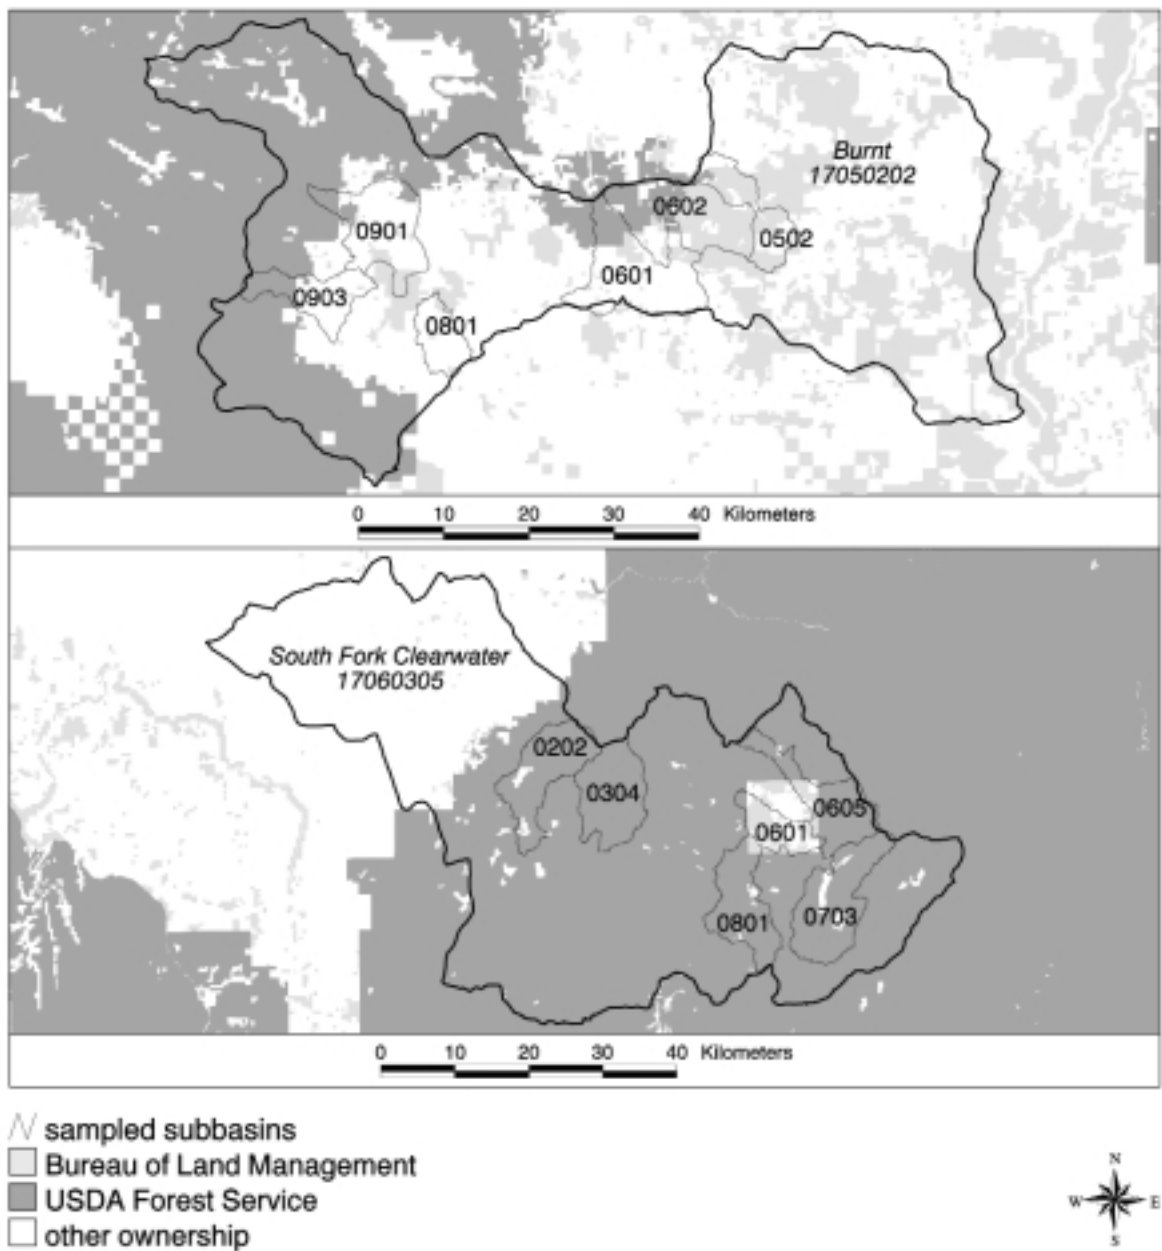 Burnt
17050202
0602
0901
0502
0601
0903
0801
0 10 20 30 40 Kilometers
South Fork Clearwater
17060305
0202
0304
0605
0601
0703
0801
0 10 20 30 40 Kilometers
sampled subbasins
Bureau of Land Management
USDA Forest Service
other ownership
N
W E
S